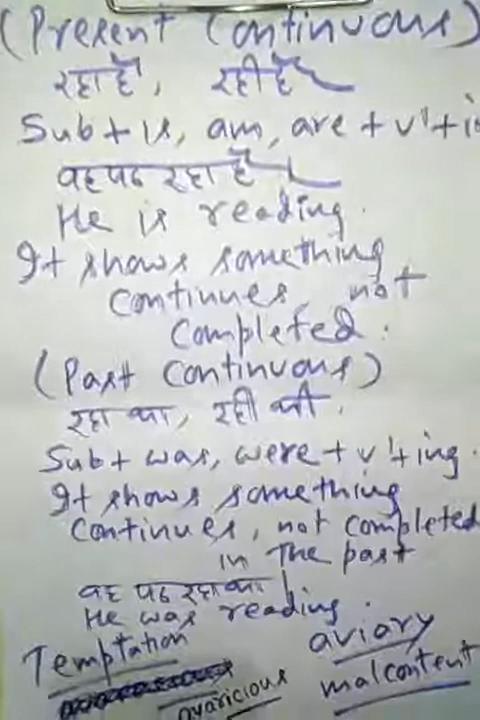 (Present Continuous)
रहा है, रही है
Sub + is, am, are + v¹ + i
वह पढ रहा है।
He is reading.
It shows something
continues not
completed.
(Past Continuous)
रहा था, रही थी.
Sub + was, were + v¹ + ing.
It shows something
continues, not completed
in the past
वह पढ रहा था।
He was reading.
Temptation
aviary
avaricious
malcontent